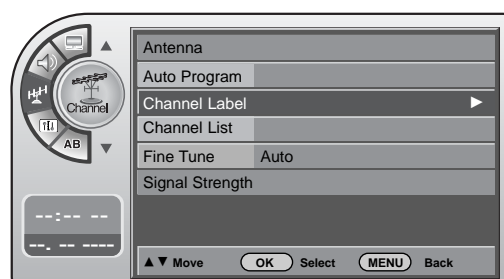 Antenna
Auto Program
Channel Label ►
Channel List
Fine Tune Auto
Signal Strength
Channel
AB
--:-- --
--. -- ----
▲▼ Move OK Select MENU Back